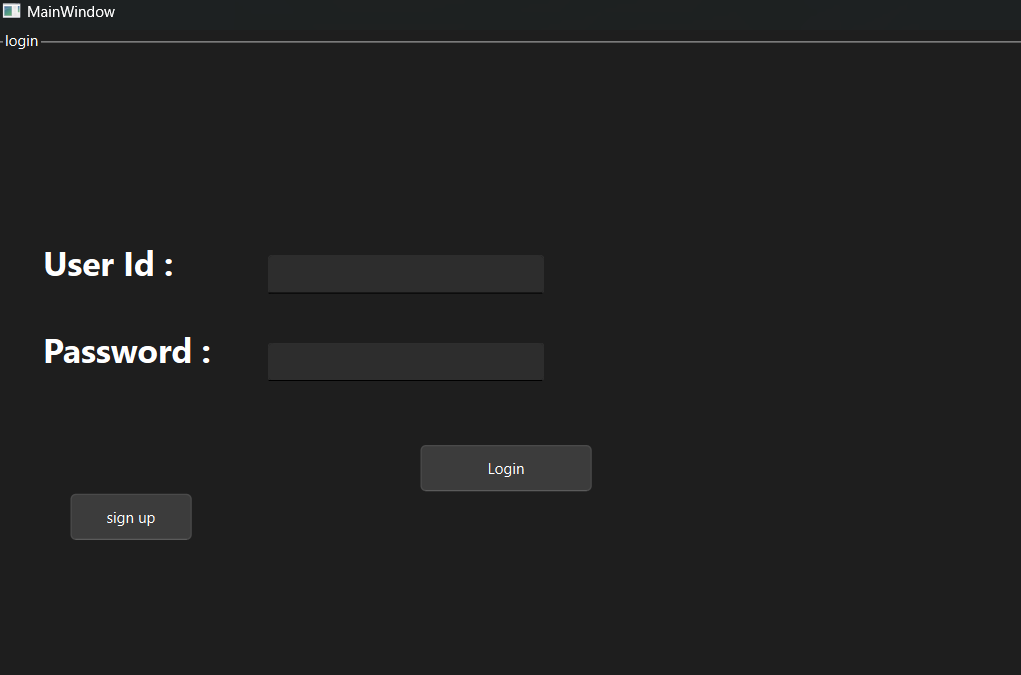 MainWindow
login
User Id :
Password :
Login
sign up